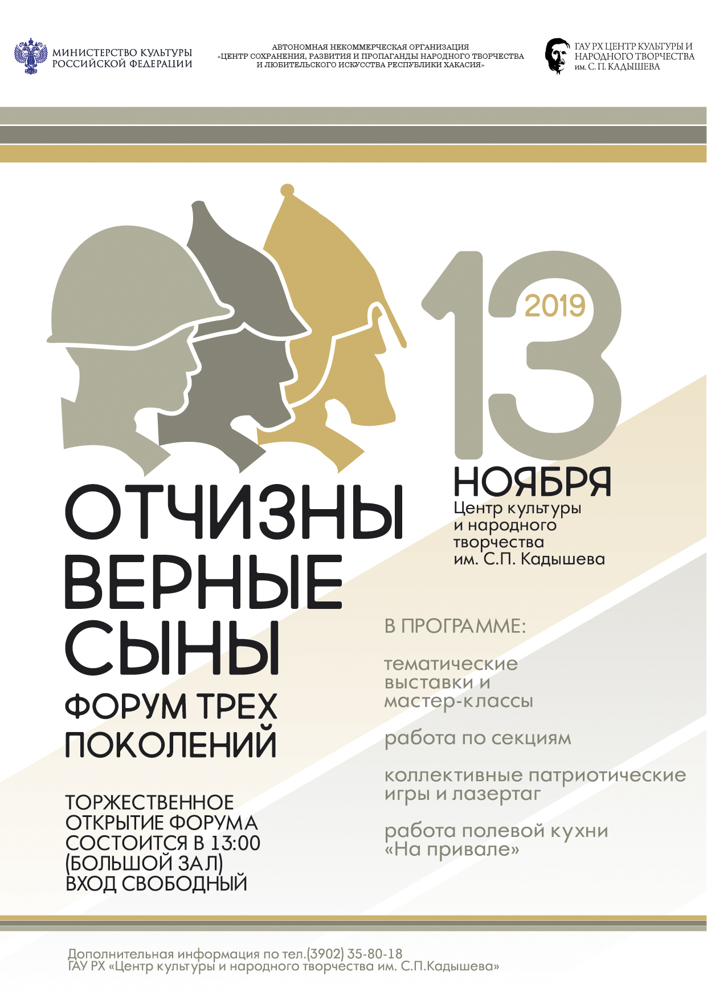 МИНИСТЕРСТВО КУЛЬТУРЫ
РОССИЙСКОЙ ФЕДЕРАЦИИ
АВТОНОМНАЯ НЕКОММЕРЧЕСКАЯ ОРГАНИЗАЦИЯ
«ЦЕНТР СОХРАНЕНИЯ, РАЗВИТИЯ И ПРОПАГАНДЫ НАРОДНОГО ТВОРЧЕСТВА
И ЛЮБИТЕЛЬСКОГО ИСКУССТВА РЕСПУБЛИКИ ХАКАСИЯ»
ГАУ РХ ЦЕНТР КУЛЬТУРЫ И
НАРОДНОГО ТВОРЧЕСТВА
им. С. П. КАДЫШЕВА
13
2019
НОЯБРЯ
Центр культуры
и народного
творчества
им. С.П. Кадышева
ОТЧИЗНЫ
ВЕРНЫЕ
СЫНЫ
ФОРУМ ТРЕХ
ПОКОЛЕНИЙ
ТОРЖЕСТВЕННОЕ
ОТКРЫТИЕ ФОРУМА
СОСТОИТСЯ В 13:00
(БОЛЬШОЙ ЗАЛ)
ВХОД СВОБОДНЫЙ
В ПРОГРАММЕ:
тематические
выставки и
мастер-классы
работа по секциям
коллективные патриотические
игры и лазертаг
работа полевой кухни
«На привале»
Дополнительная информация по тел.(3902) 35-80-18
ГАУ РХ «Центр культуры и народного творчества им. С.П.Кадышева»